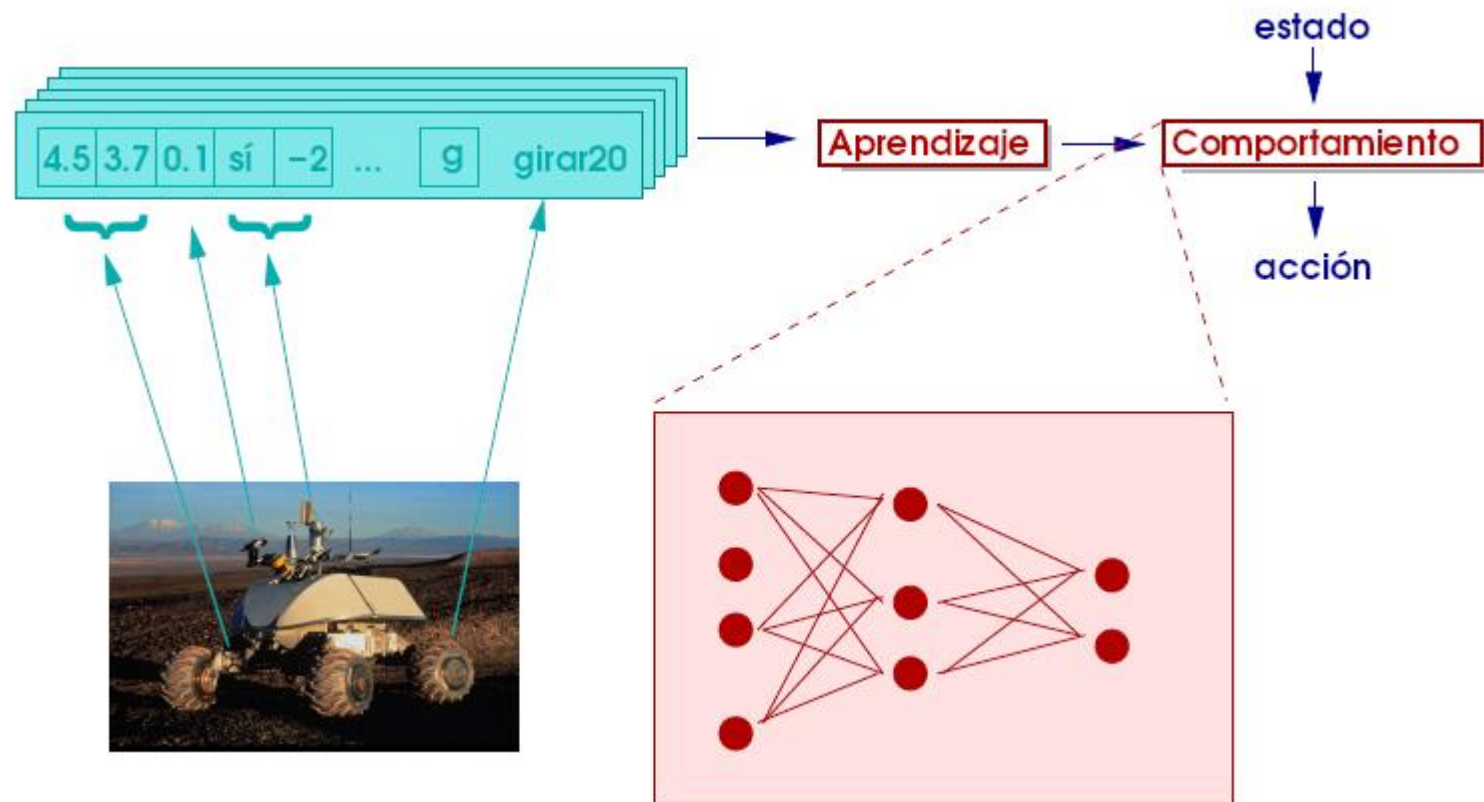 estado
4.5 3.7 0.1 sí −2 ... g girar20
Aprendizaje
Comportamiento
acción